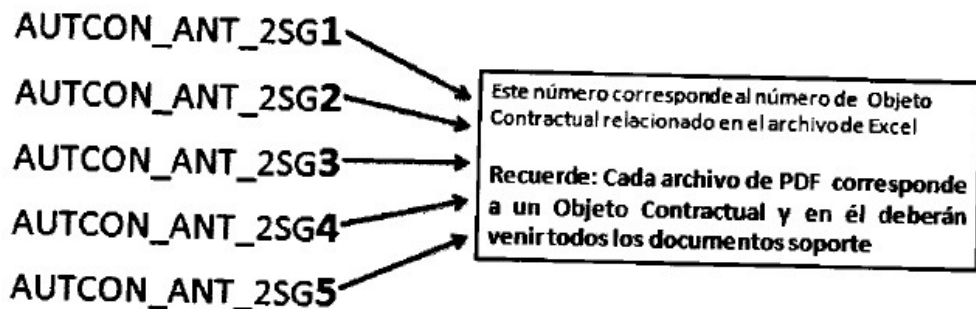 AUTCON_ANT_2SG1
AUTCON_ANT_2SG2
AUTCON_ANT_2SG3
AUTCON_ANT_2SG4
AUTCON_ANT_2SG5
Este número corresponde al número de Objeto
Contractual relacionado en el archivo de Excel
Recuerde: Cada archivo de PDF corresponde
a un Objeto Contractual y en él deberán
venir todos los documentos soporte